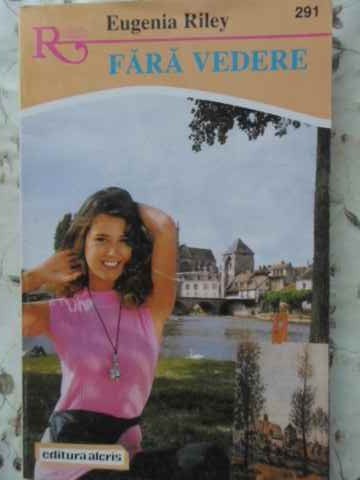 Eugenia Riley
291
R
FĂRĂ VEDERE
editura alcris